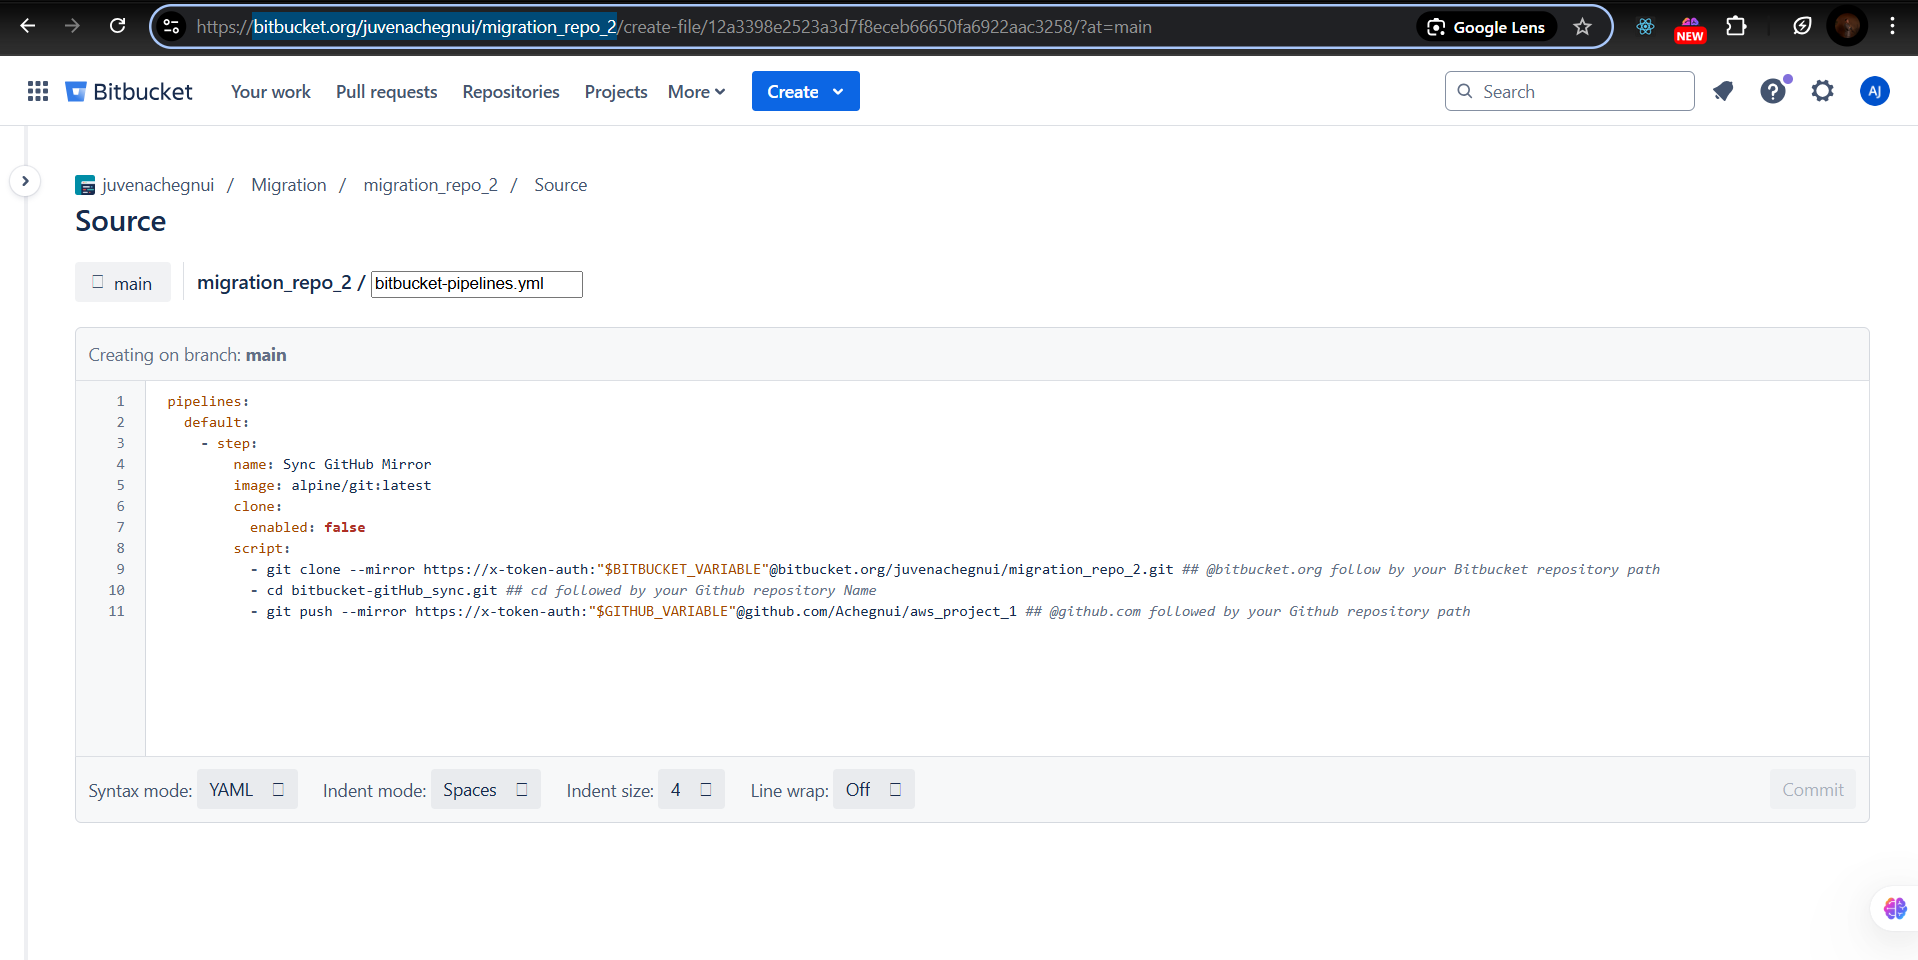 https://bitbucket.org/juvenachegnui/migration_repo_2/create-file/12a3398e2523a3d7f8eceb66650fa6922aac3258/?at=main
Google Lens
NEW
Bitbucket
Your work
Pull requests
Repositories
Projects
More
Create
Search
AJ
juvenachegnui / Migration / migration_repo_2 / Source
Source
main
migration_repo_2 / bitbucket-pipelines.yml
Creating on branch: main
1 pipelines:
2 default:
3 - step:
4 name: Sync GitHub Mirror
5 image: alpine/git:latest
6 clone:
7 enabled: false
8 script:
9 - git clone --mirror https://x-token-auth:"$BITBUCKET_VARIABLE"@bitbucket.org/juvenachegnui/migration_repo_2.git ## @bitbucket.org follow by your Bitbucket repository path
10 - cd bitbucket-gitHub_sync.git ## cd followed by your Github repository Name
11 - git push --mirror https://x-token-auth:"$GITHUB_VARIABLE"@github.com/Achegnui/aws_project_1 ## @github.com followed by your Github repository path
Syntax mode: YAML
Indent mode: Spaces
Indent size: 4
Line wrap: Off
Commit